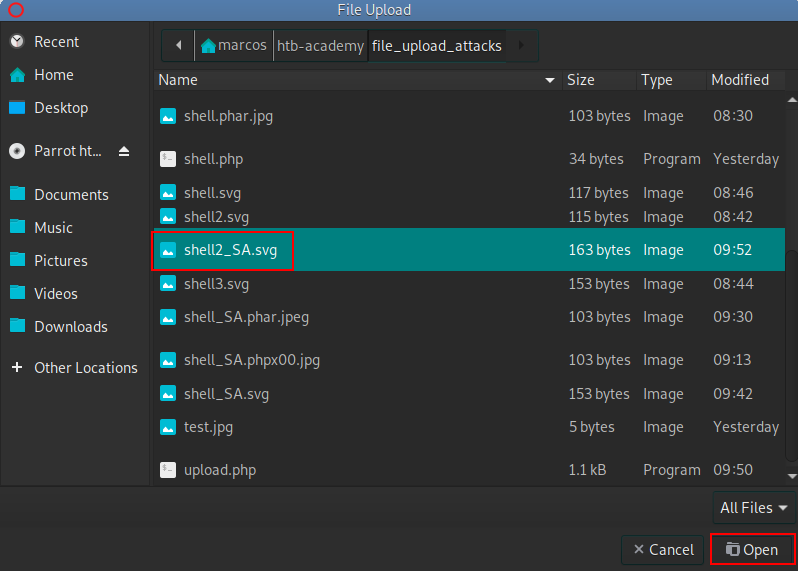 File Upload
Recent
Home
Desktop
Parrot ht...
Documents
Music
Pictures
Videos
Downloads
Other Locations
marcos htb-academy file_upload_attacks
Name Size Type Modified
shell.phar.jpg 103 bytes Image 08:30
shell.php 34 bytes Program Yesterday
shell.svg 117 bytes Image 08:46
shell2.svg 115 bytes Image 08:42
shell2_SA.svg 163 bytes Image 09:52
shell3.svg 153 bytes Image 08:44
shell_SA.phar.jpeg 103 bytes Image 09:30
shell_SA.phpx00.jpg 103 bytes Image 09:13
shell_SA.svg 153 bytes Image 09:42
test.jpg 5 bytes Image Yesterday
upload.php 1.1 kB Program 09:50
All Files
Cancel Open